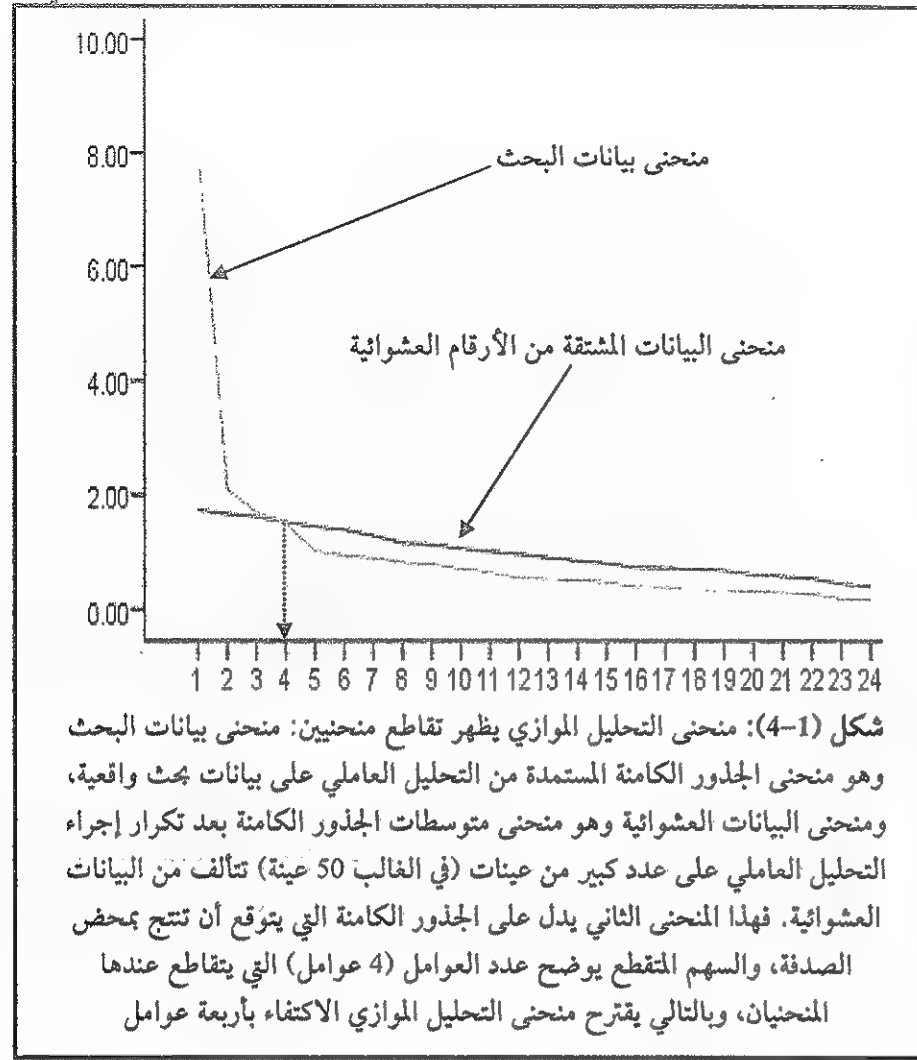 10.00
8.00
منحنى بيانات البحث
6.00
منحنى البيانات المشتقة من الأرقام العشوائية
4.00
2.00
0.00
1 2 3 4 5 6 7 8 9 10 11 12 13 14 15 16 17 18 19 20 21 22 23 24
شكل (1-4): منحنى التحليل الموازي يظهر تقاطع منحنيين: منحنى بيانات البحث
وهو منحنى الجذور الكامنة المستمدة من التحليل العاملي على بيانات بحث واقعية،
ومنحنى البيانات العشوائية وهو منحنى متوسطات الجذور الكامنة بعد تكرار إجراء
التحليل العاملي على عدد كبير من عينات (في الغالب 50 عينة) تتألف من البيانات
العشوائية. فهذا المنحنى الثاني يدل على الجذور الكامنة التي يتوقع أن تنتج بمحض
الصدفة، والسهم المتقطع يوضح عدد العوامل (4 عوامل) التي يتقاطع عندها
المنحنيان، وبالتالي يقترح منحنى التحليل الموازي الاكتفاء بأربعة عوامل